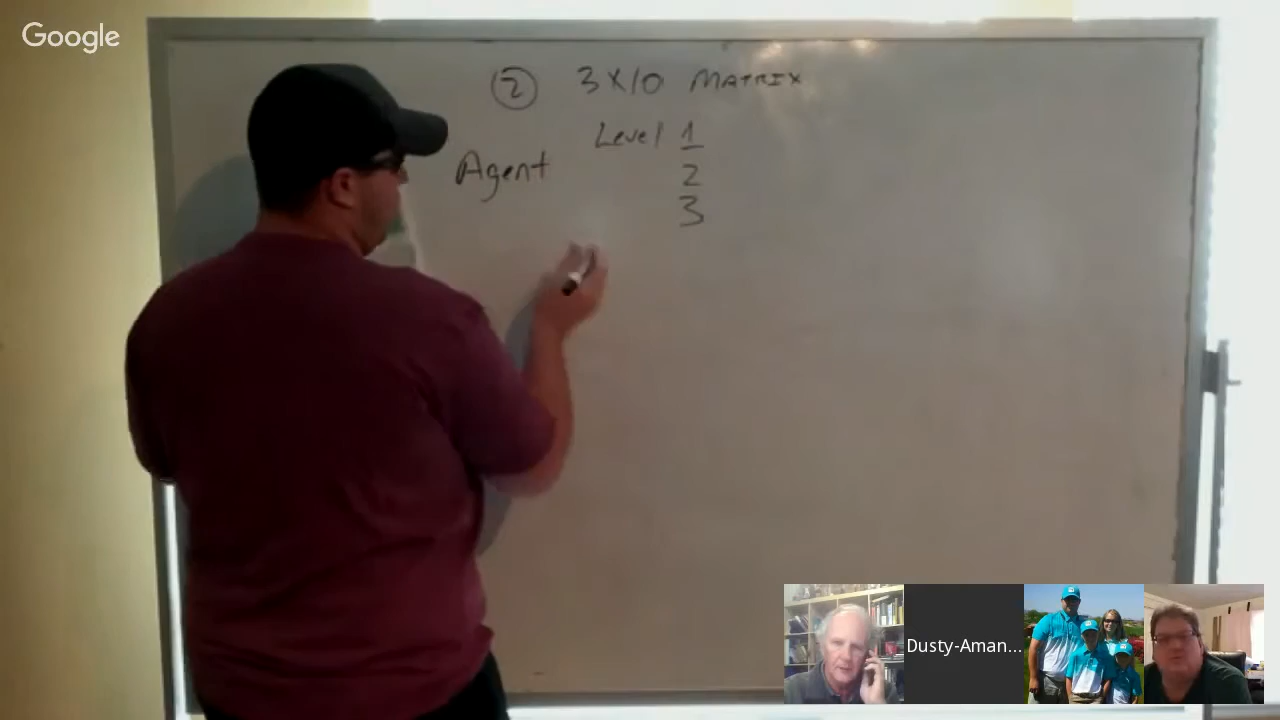 Google
② 3X10 MATRIX
Level 1
Agent
2
3
Dusty-Aman...